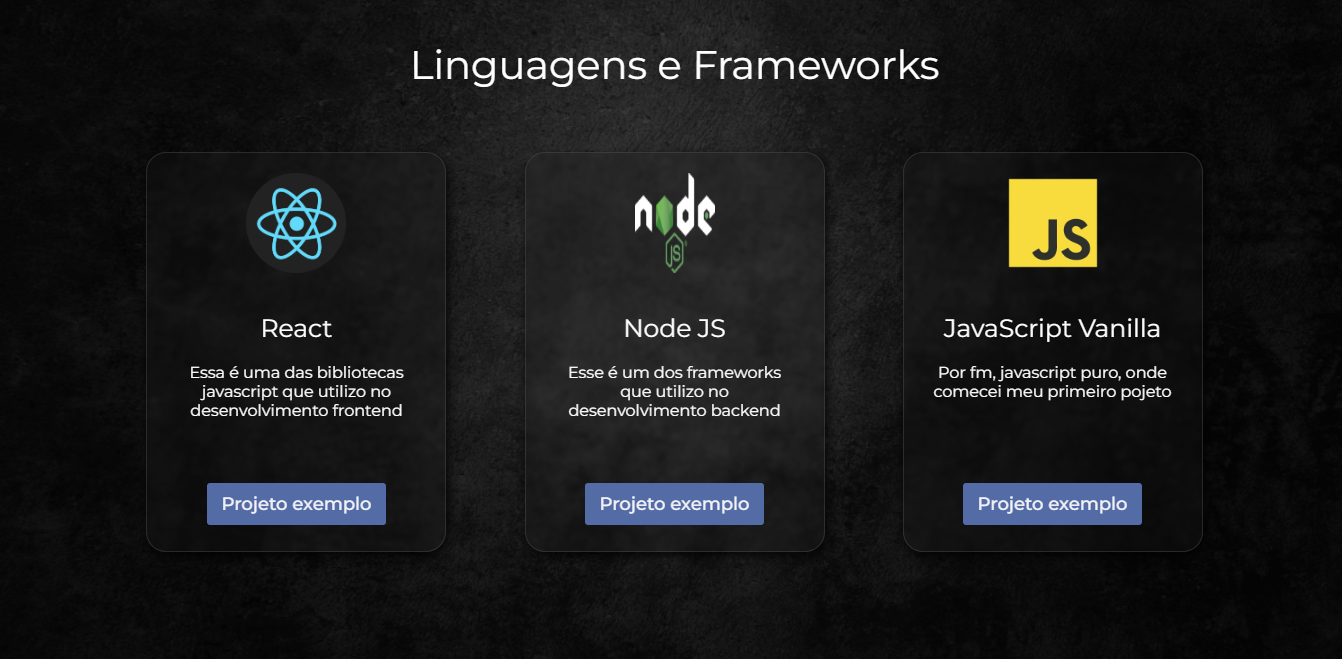 Linguagens e Frameworks
node
JS
JS
React
Essa é uma das bibliotecas
javascript que utilizo no
desenvolvimento frontend
Projeto exemplo
Node JS
Esse é um dos frameworks
que utilizo no
desenvolvimento backend
Projeto exemplo
JavaScript Vanilla
Por fm, javascript puro, onde
comecei meu primeiro pojeto
Projeto exemplo